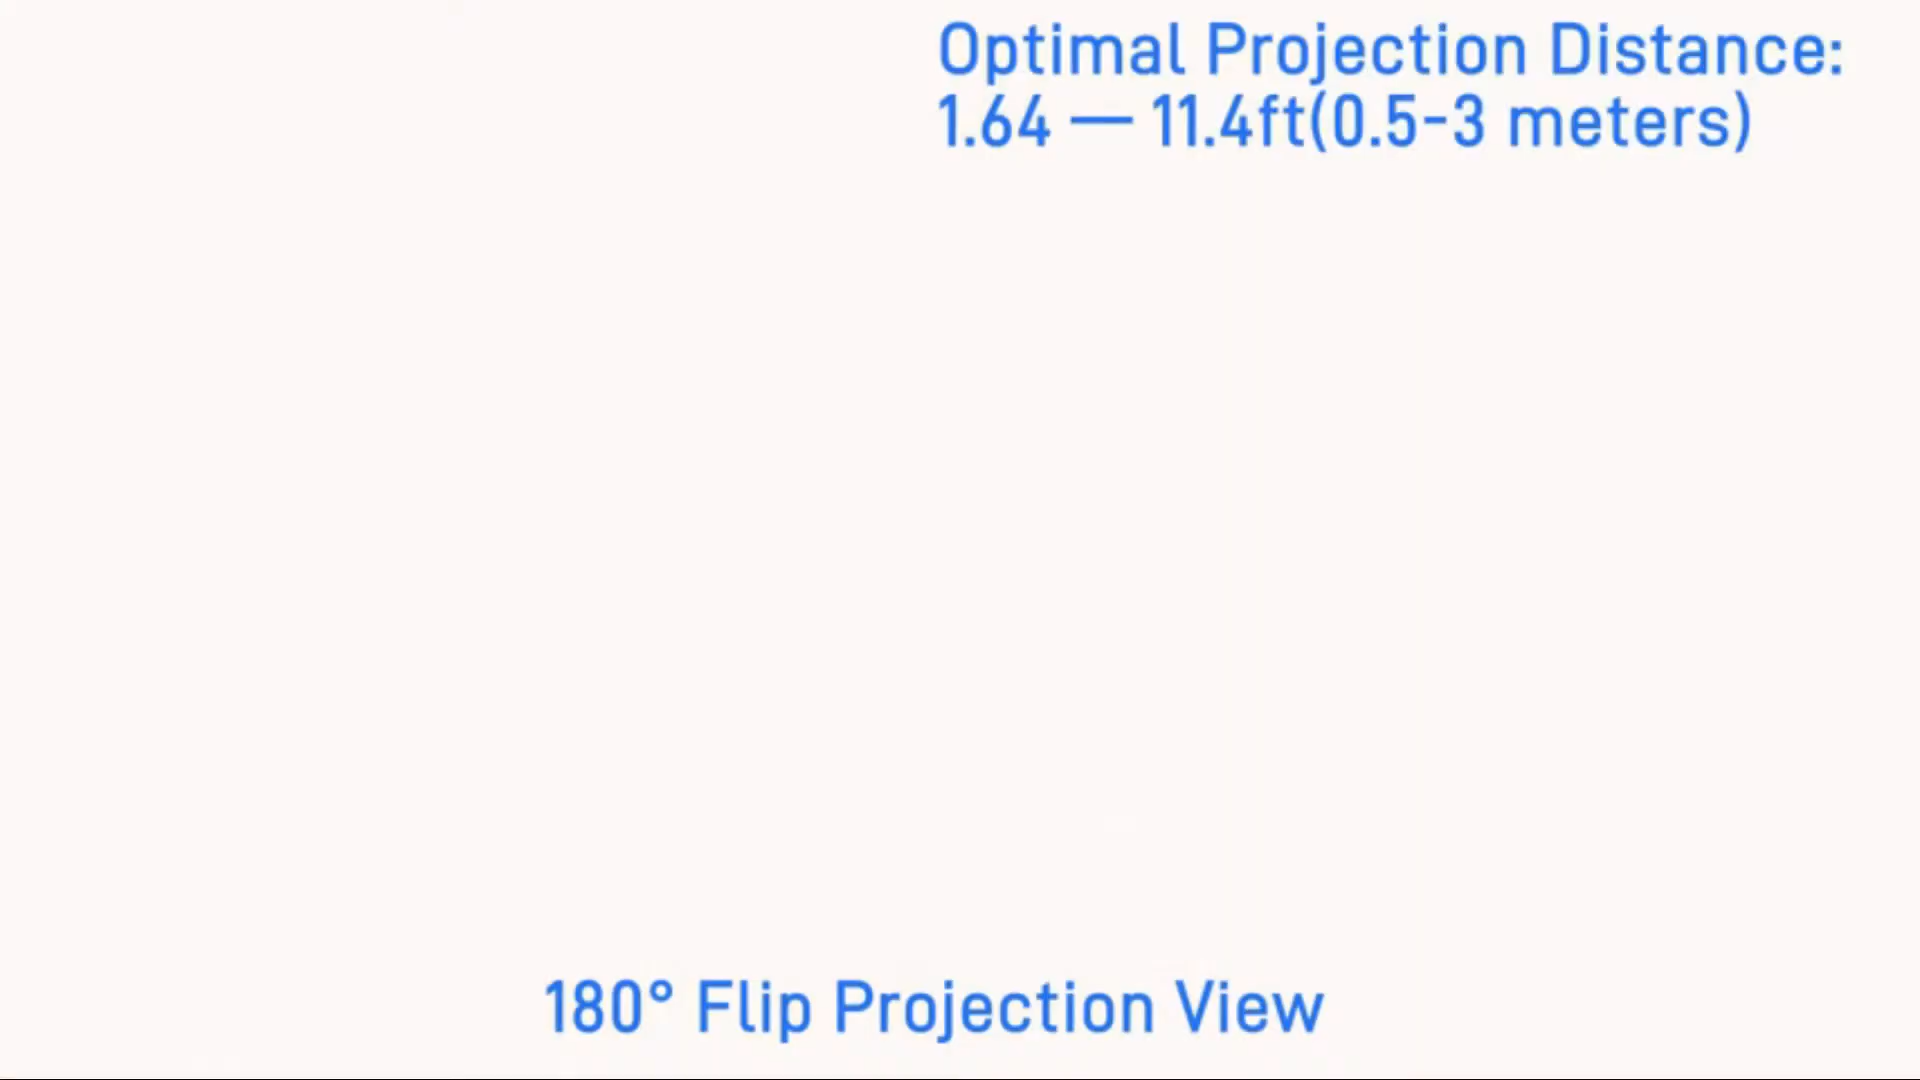 Optimal Projection Distance:
1.64 — 11.4ft(0.5-3 meters)
180° Flip Projection View